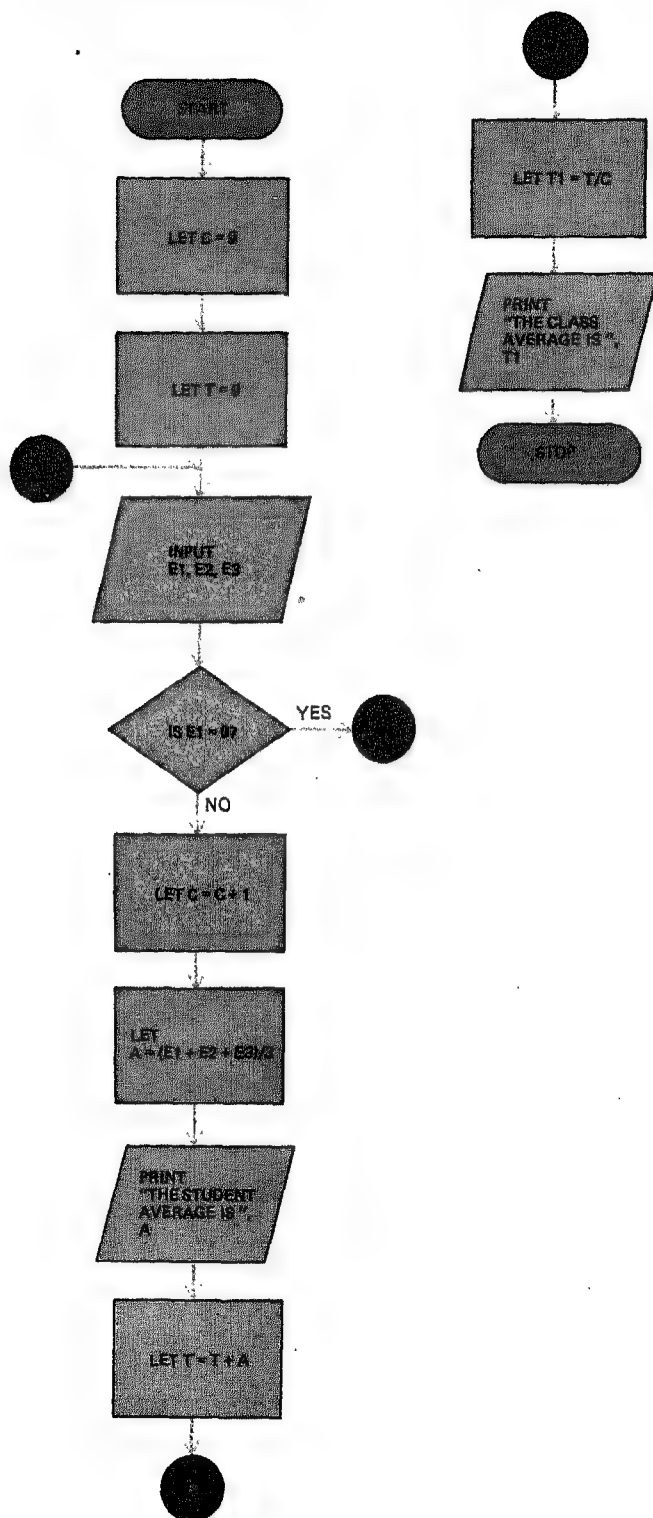 START
LET C = 0
LET T = 0
INPUT
E1, E2, E3
IS E1 = 0?
YES
NO
LET C = C + 1
LET
A = (E1 + E2 + E3)/3
PRINT
"THE STUDENT
AVERAGE IS ",
A
LET T = T + A
LET T1 = T/C
PRINT
"THE CLASS
AVERAGE IS ",
T1
STOP